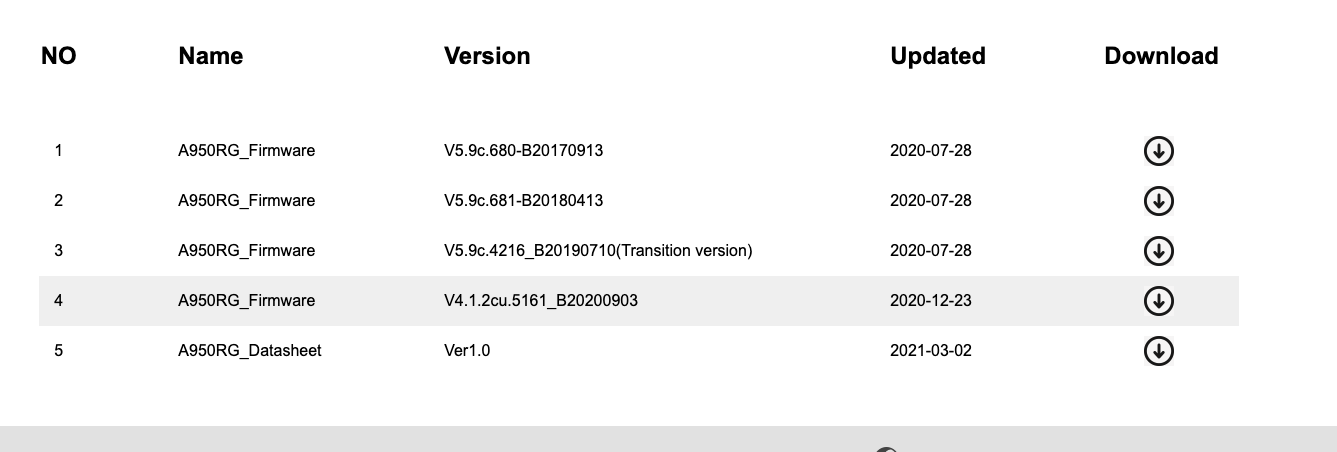 NO Name Version Updated Download
1 A950RG_Firmware V5.9c.680-B20170913 2020-07-28
2 A950RG_Firmware V5.9c.681-B20180413 2020-07-28
3 A950RG_Firmware V5.9c.4216_B20190710(Transition version) 2020-07-28
4 A950RG_Firmware V4.1.2cu.5161_B20200903 2020-12-23
5 A950RG_Datasheet Ver1.0 2021-03-02